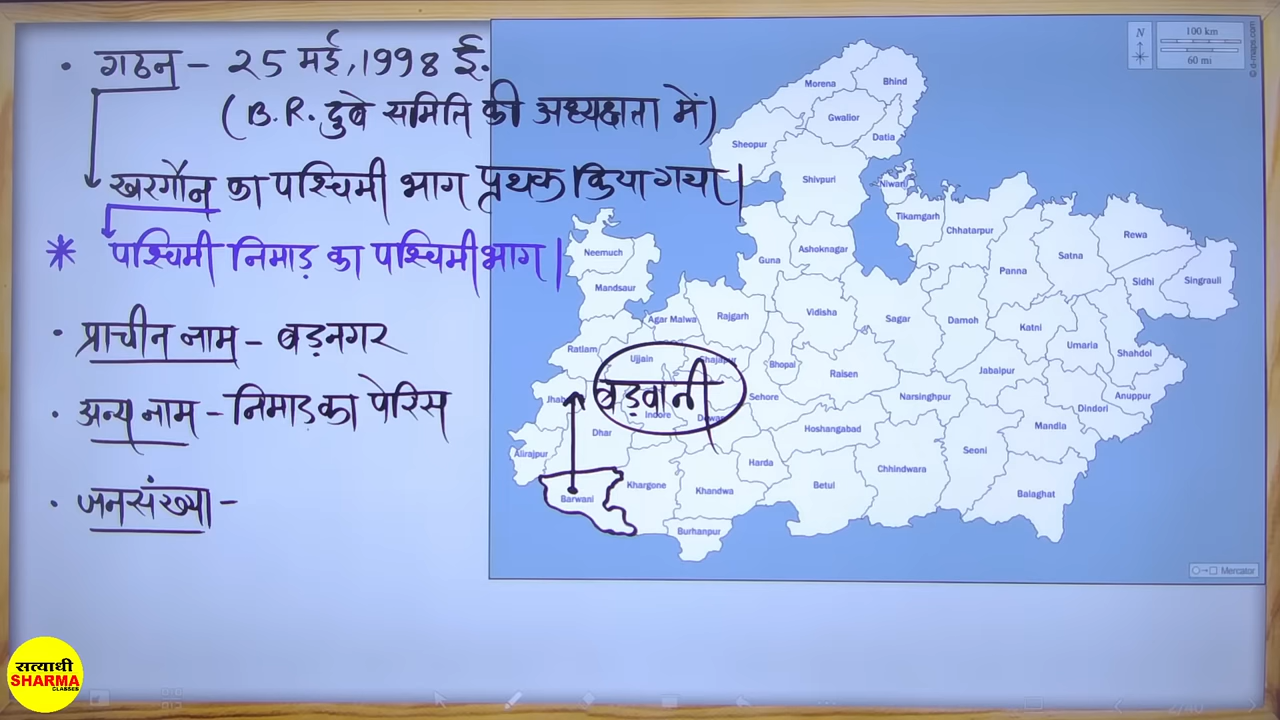 • गठन – २५ मई, 1998 ई.
(B.R. दुबे समिति की अध्यक्षता में)
खरगौन का पश्चिमी भाग पृथक किया गया।
* पश्चिमी निमाड़ का पश्चिमी भाग।
• प्राचीन नाम – बड़नगर
• अन्य नाम – निमाड़ का पेरिस
• जनसंख्या –
बड़वानी
N
100 km
60 mi
© d-maps.com
Morena
Bhind
Gwalior
Datia
Sheopur
Shivpuri
Niwari
Tikamgarh
Chhatarpur
Rewa
Neemuch
Ashoknagar
Guna
Satna
Panna
Sidhi
Singrauli
Mandsaur
Agar Malwa
Rajgarh
Vidisha
Sagar
Damoh
Katni
Umaria
Shahdol
Ratlam
Ujjain
Shajapur
Bhopal
Raisen
Jabalpur
Anuppur
Sehore
Narsinghpur
Dindori
Indore
Dhar
Hoshangabad
Mandla
Alirajpur
Harda
Seoni
Chhindwara
Barwani
Khargone
Khandwa
Betul
Balaghat
Burhanpur
Mercator
सत्यार्थी
SHARMA
CLASSES